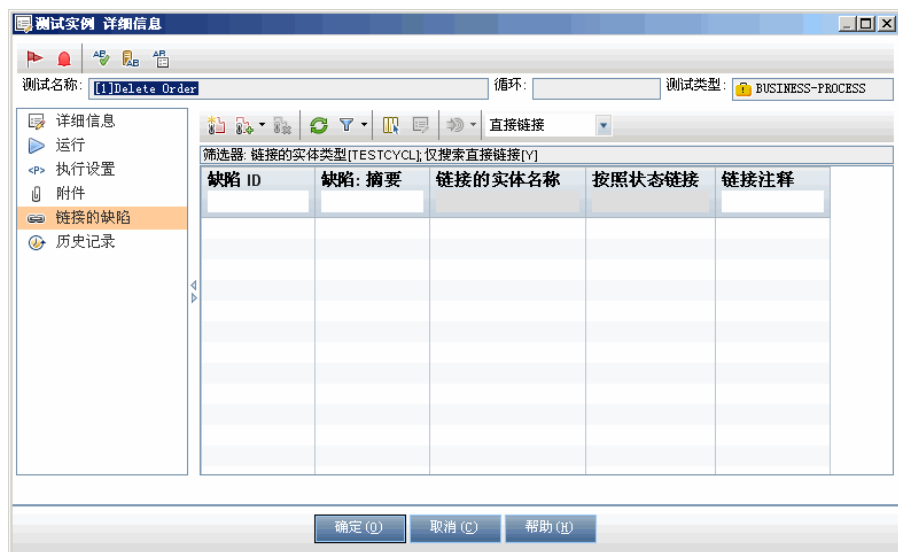 测试实例 详细信息
测试名称: [1]Delete Order 循环: 测试类型: BUSINESS-PROCESS
详细信息
运行
<P> 执行设置
附件
链接的缺陷
历史记录
直接链接
筛选器: 链接的实体类型[TESTCYCL]; 仅搜索直接链接[Y]
缺陷 ID 缺陷: 摘要 链接的实体名称 按照状态链接 链接注释
确定(O) 取消(C) 帮助(H)